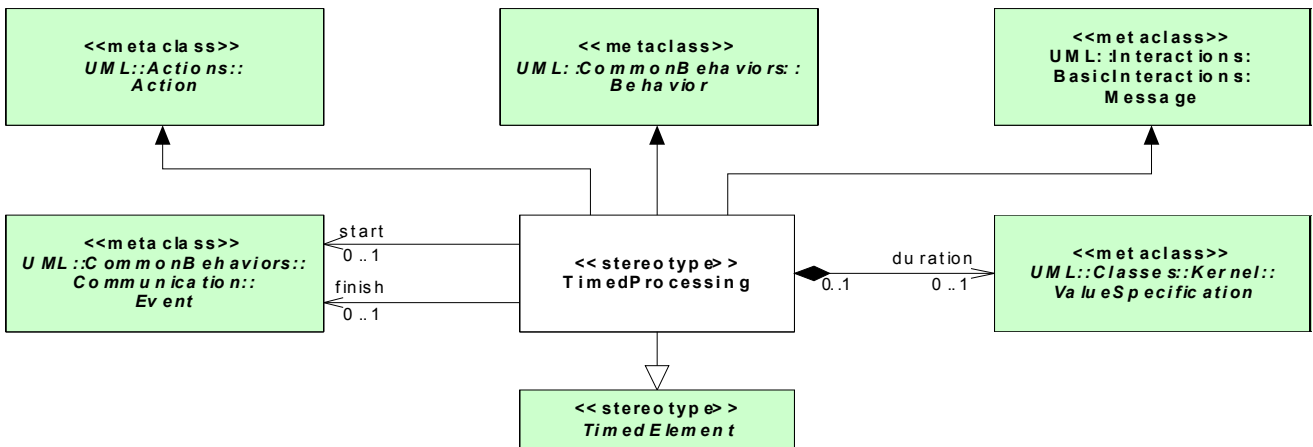 <<metaclass>>
UML::Actions::
Action
<<metaclass>>
UML::CommonBehaviors::
Behavior
<<metaclass>>
UML::Interactions:
BasicInteractions:
Message
<<metaclass>>
UML::CommonBehaviors::
Communication::
Event
start
0..1
finish
0..1
<<stereotype>>
TimedProcessing
duration
0..1
0..1
<<metaclass>>
UML::Classes::Kernel::
ValueSpecification
<<stereotype>>
TimedElement